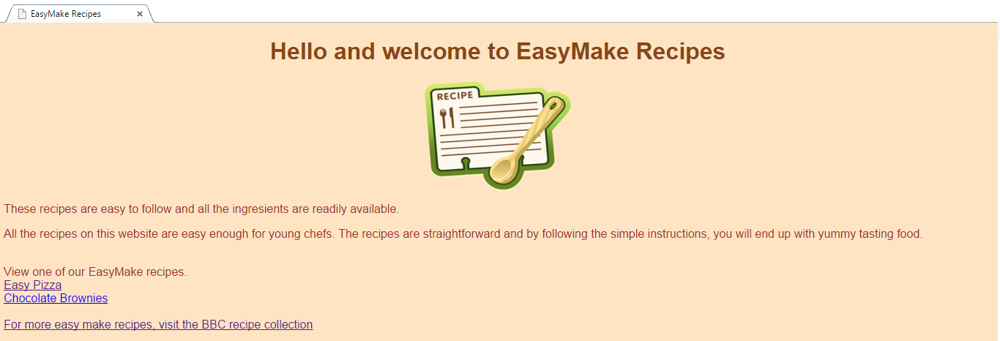 EasyMake Recipes
Hello and welcome to EasyMake Recipes
RECIPE
These recipes are easy to follow and all the ingresients are readily available.
All the recipes on this website are easy enough for young chefs. The recipes are straightforward and by following the simple instructions, you will end up with yummy tasting food.
View one of our EasyMake recipes.
Easy Pizza
Chocolate Brownies
For more easy make recipes, visit the BBC recipe collection